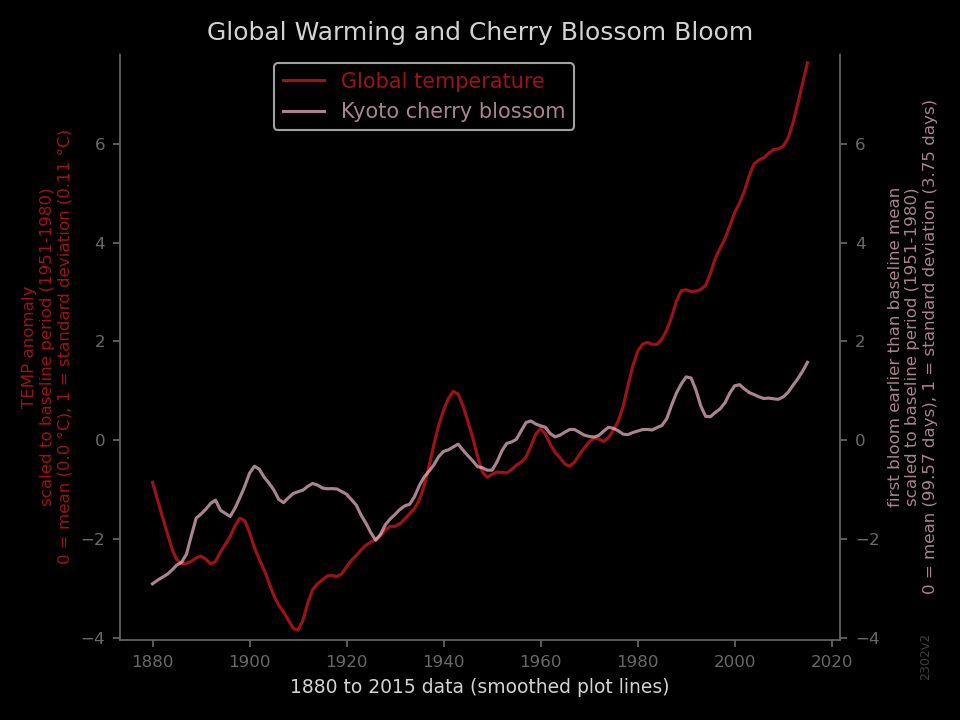 Global Warming and Cherry Blossom Bloom
Global temperature
Kyoto cherry blossom
TEMP anomaly
scaled to baseline period (1951-1980)
0 = mean (0.0 °C), 1 = standard deviation (0.11 °C)
6
4
2
0
−2
−4
6
4
2
0
−2
−4
first bloom earlier than baseline mean
scaled to baseline period (1951-1980)
0 = mean (99.57 days), 1 = standard deviation (3.75 days)
1880 1900 1920 1940 1960 1980 2000 2020
1880 to 2015 data (smoothed plot lines)
2302v2